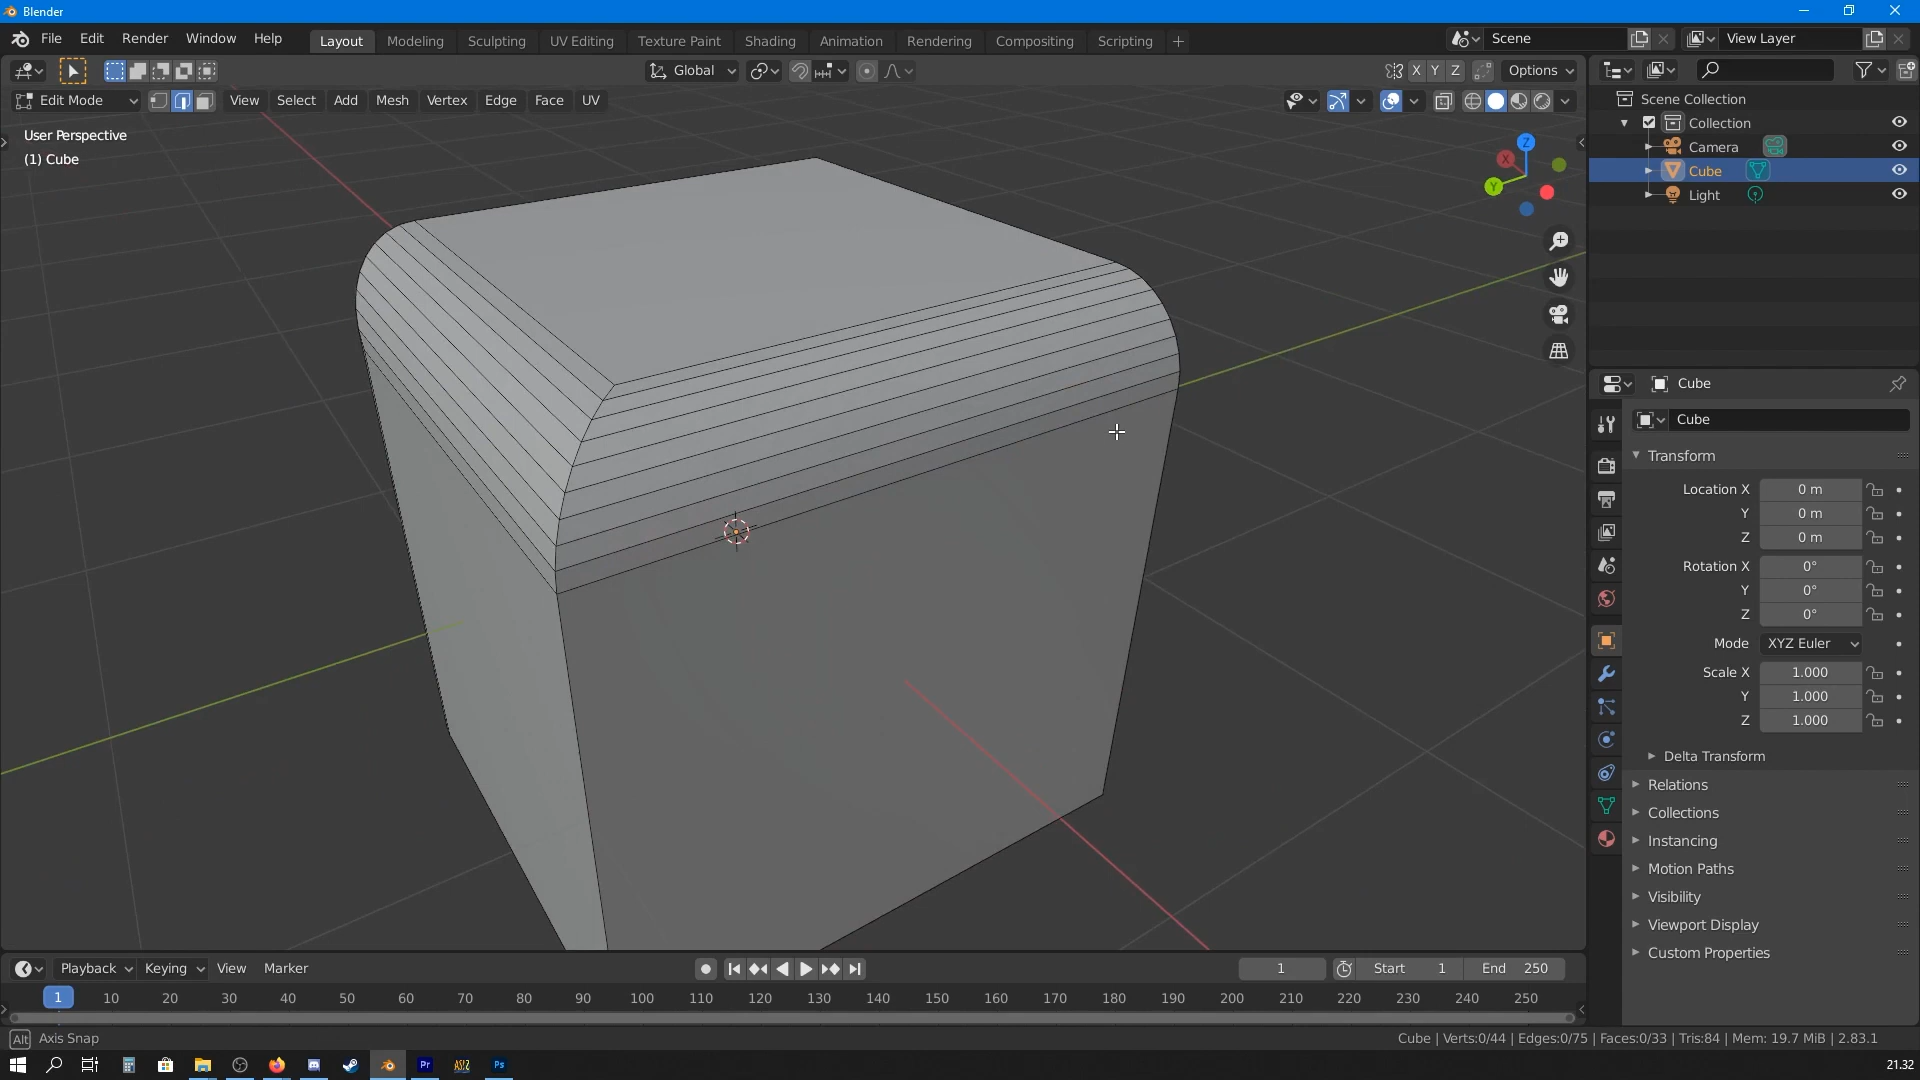 Blender
File Edit Render Window Help Layout Modeling Sculpting UV Editing Texture Paint Shading Animation Rendering Compositing Scripting + Scene View Layer
Global X Y Z Options
Edit Mode View Select Add Mesh Vertex Edge Face UV
User Perspective
(1) Cube
Z
X
Y
Scene Collection
Collection
Camera
Cube
Light
Cube
Cube
Transform
Location X 0 m
Y 0 m
Z 0 m
Rotation X 0°
Y 0°
Z 0°
Mode XYZ Euler
Scale X 1.000
Y 1.000
Z 1.000
Delta Transform
Relations
Collections
Instancing
Motion Paths
Visibility
Viewport Display
Custom Properties
Playback Keying View Marker 1 Start 1 End 250
1 10 20 30 40 50 60 70 80 90 100 110 120 130 140 150 160 170 180 190 200 210 220 230 240 250
Alt Axis Snap
Cube | Verts:0/44 | Edges:0/75 | Faces:0/33 | Tris:84 | Mem: 19.7 MiB | 2.83.1
Pr Ps 21.32